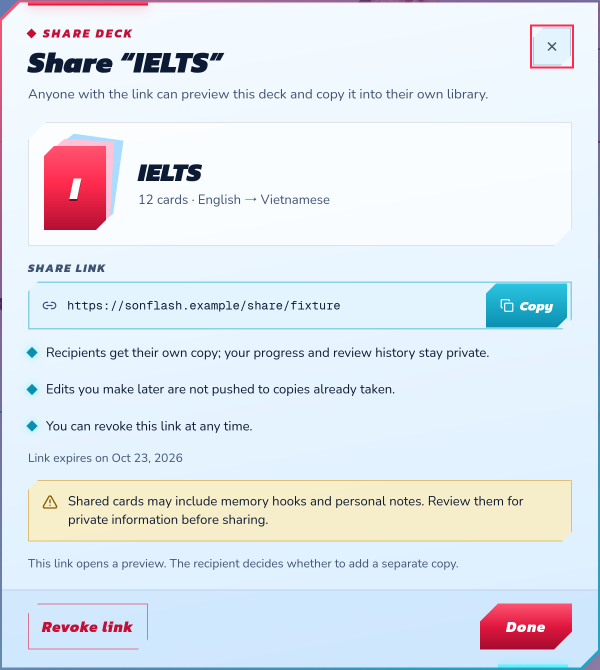 SHARE DECK
Share “IELTS”
Anyone with the link can preview this deck and copy it into their own library.
I
IELTS
12 cards · English → Vietnamese
SHARE LINK
https://sonflash.example/share/fixture
Copy
Recipients get their own copy; your progress and review history stay private.
Edits you make later are not pushed to copies already taken.
You can revoke this link at any time.
Link expires on Oct 23, 2026
Shared cards may include memory hooks and personal notes. Review them for
private information before sharing.
This link opens a preview. The recipient decides whether to add a separate copy.
Revoke link
Done